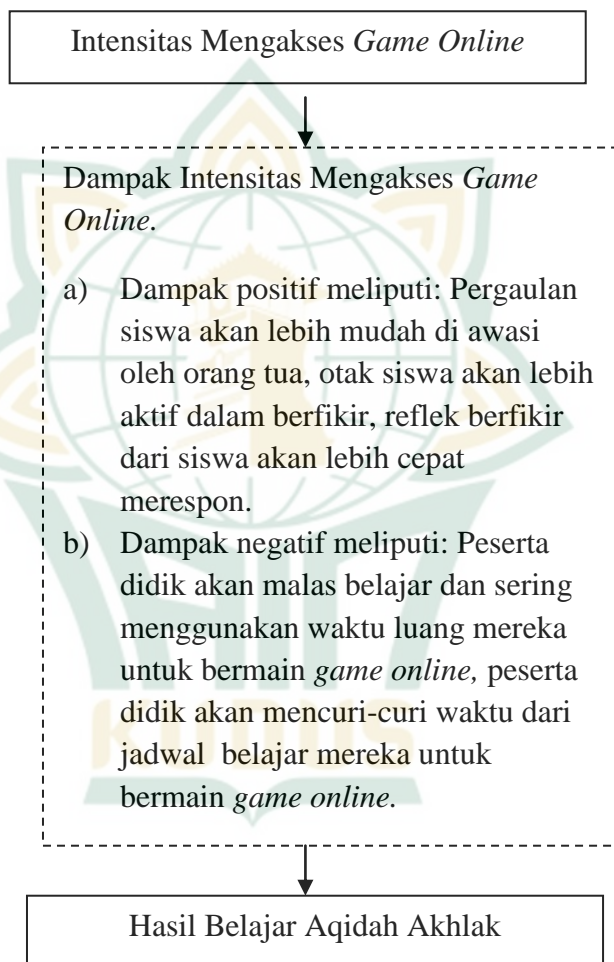 Intensitas Mengakses Game Online
Dampak Intensitas Mengakses Game
Online.
a) Dampak positif meliputi: Pergaulan
siswa akan lebih mudah di awasi
oleh orang tua, otak siswa akan lebih
aktif dalam berfikir, reflek berfikir
dari siswa akan lebih cepat
merespon.
b) Dampak negatif meliputi: Peserta
didik akan malas belajar dan sering
menggunakan waktu luang mereka
untuk bermain game online, peserta
didik akan mencuri-curi waktu dari
jadwal belajar mereka untuk
bermain game online.
KUDUS
Hasil Belajar Aqidah Akhlak